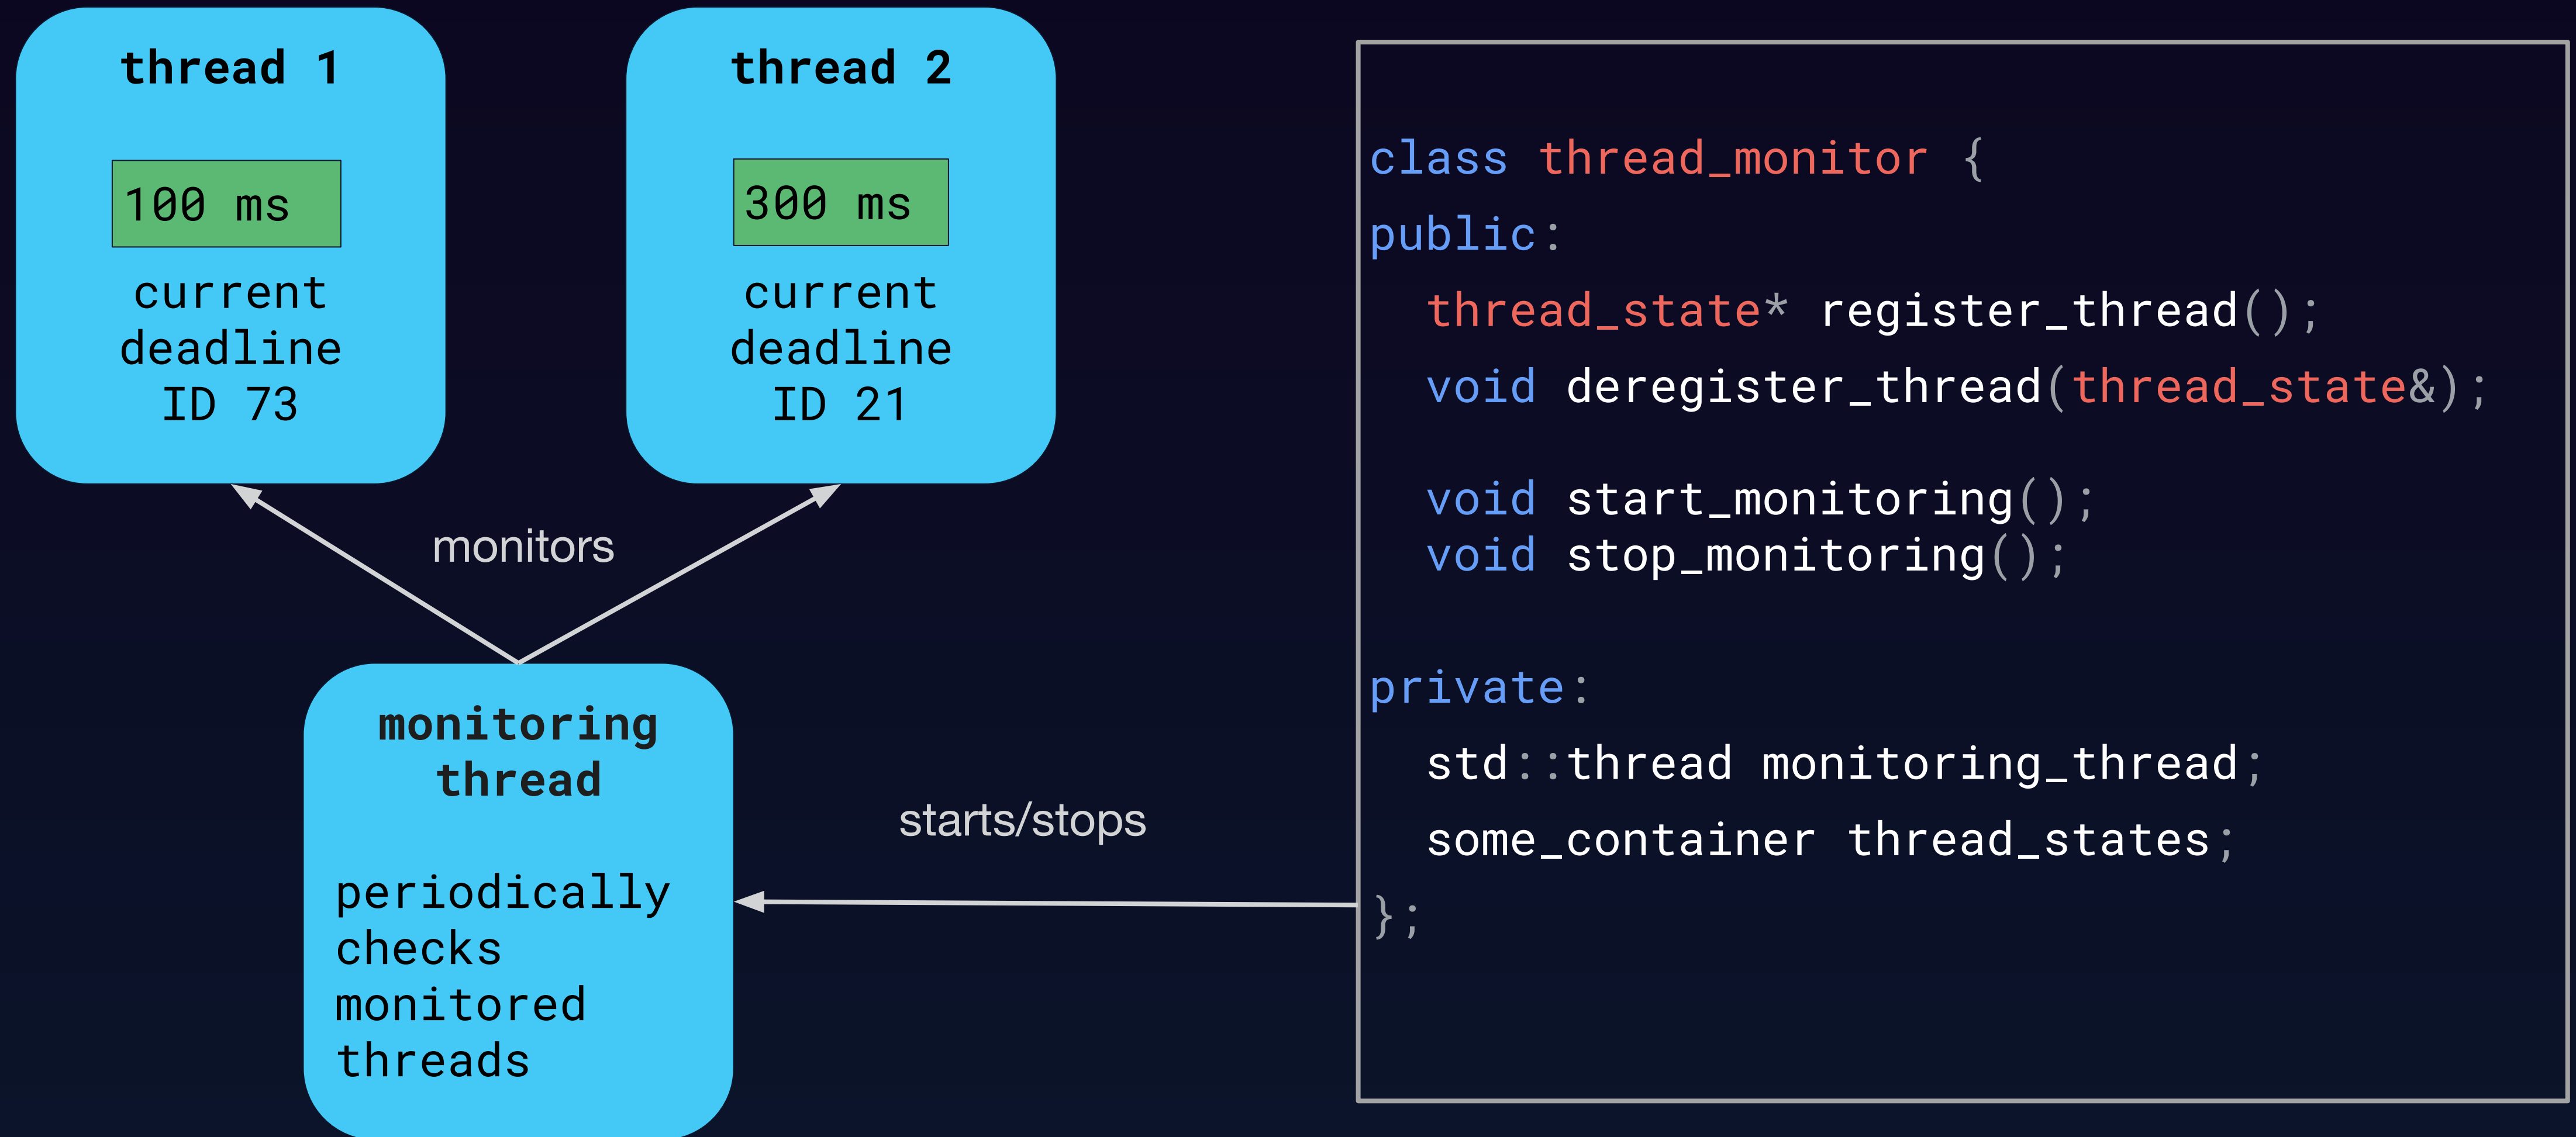 thread 1
100 ms
current
deadline
ID 73
thread 2
300 ms
current
deadline
ID 21
monitors
monitoring
thread
periodically
checks
monitored
threads
starts/stops
class thread_monitor {
public:
thread_state* register_thread();
void deregister_thread(thread_state&);
void start_monitoring();
void stop_monitoring();
private:
std::thread monitoring_thread;
some_container thread_states;
};